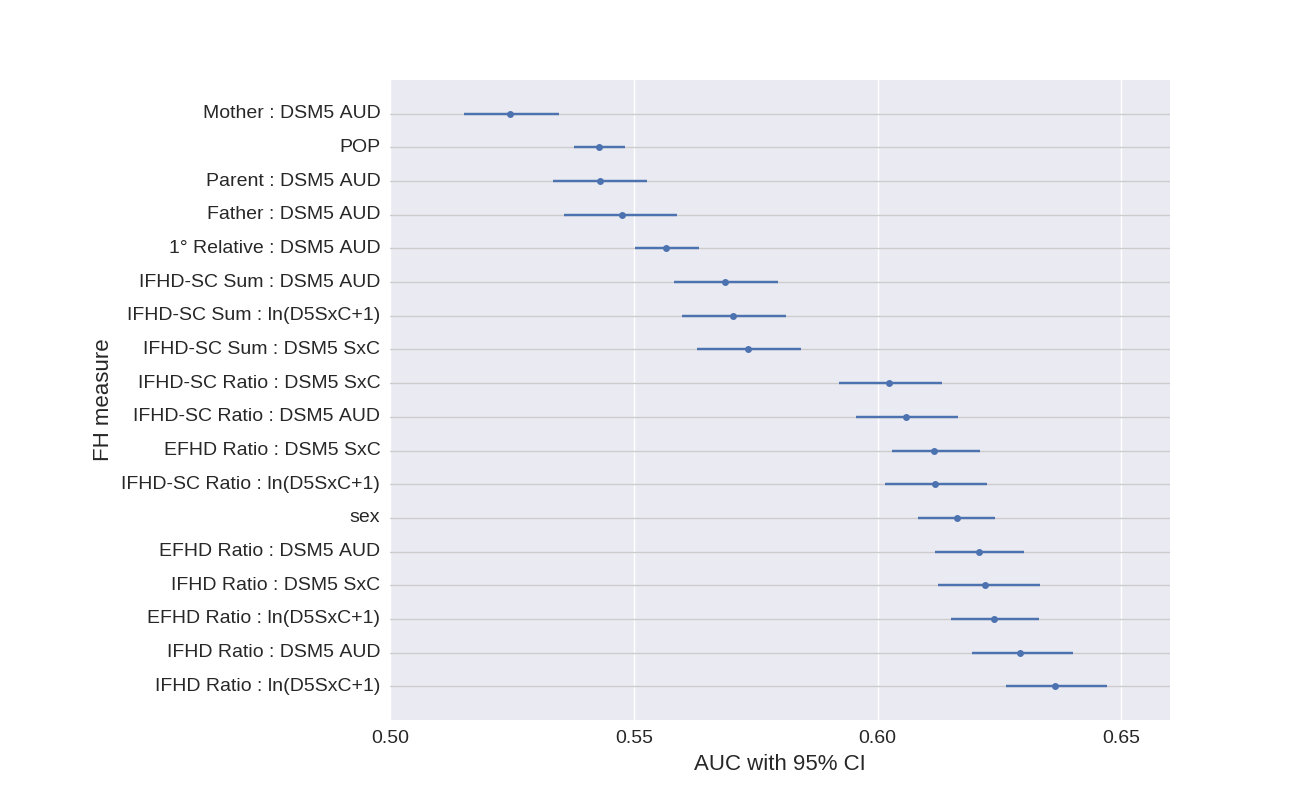 Mother : DSM5 AUD
POP
Parent : DSM5 AUD
Father : DSM5 AUD
1° Relative : DSM5 AUD
IFHD-SC Sum : DSM5 AUD
IFHD-SC Sum : ln(D5SxC+1)
IFHD-SC Sum : DSM5 SxC
IFHD-SC Ratio : DSM5 SxC
IFHD-SC Ratio : DSM5 AUD
EFHD Ratio : DSM5 SxC
IFHD-SC Ratio : ln(D5SxC+1)
sex
EFHD Ratio : DSM5 AUD
IFHD Ratio : DSM5 SxC
EFHD Ratio : ln(D5SxC+1)
IFHD Ratio : DSM5 AUD
IFHD Ratio : ln(D5SxC+1)
FH measure
0.50 0.55 0.60 0.65
AUC with 95% CI